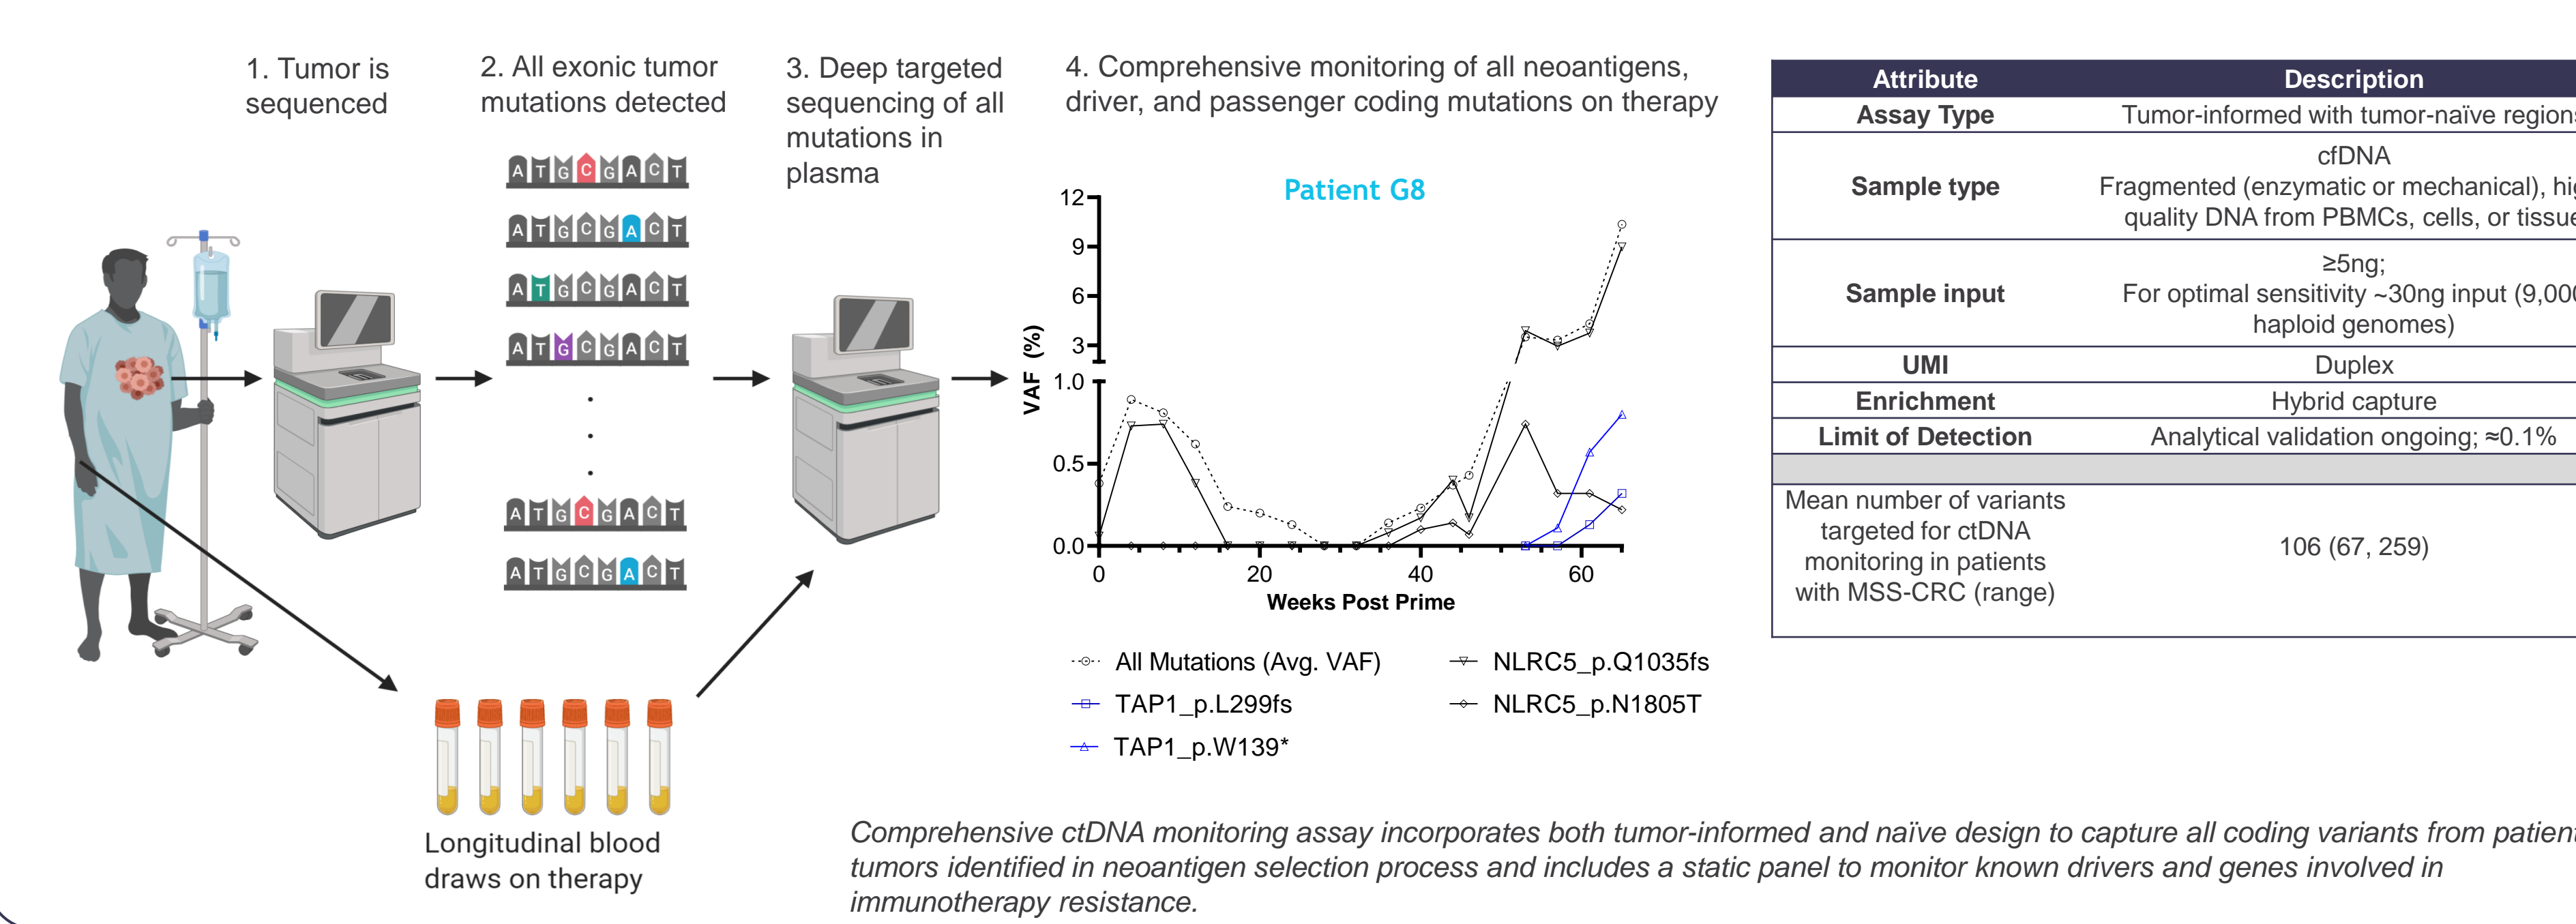 1. Tumor is
sequenced
2. All exonic tumor
mutations detected
3. Deep targeted
sequencing of all
mutations in
plasma
4. Comprehensive monitoring of all neoantigens,
driver, and passenger coding mutations on therapy
A T G C G A C T
A T G C G A C T
A T G C G A C T
A T G C G A C T
A T G C G A C T
A T G C G A C T
Longitudinal blood
draws on therapy
Patient G8
VAF (%)
12
9
6
3
1.0
0.5
0.0
0 20 40 60
Weeks Post Prime
All Mutations (Avg. VAF)
NLRC5_p.Q1035fs
TAP1_p.L299fs
NLRC5_p.N1805T
TAP1_p.W139*
Attribute Description
Assay Type Tumor-informed with tumor-naïve regions
Sample type
cfDNA
Fragmented (enzymatic or mechanical),
quality DNA from PBMCs, cells, or tissue
Sample input
≥5ng;
For optimal sensitivity ~30ng input (9,000
haploid genomes)
UMI Duplex
Enrichment Hybrid capture
Limit of Detection Analytical validation ongoing; ≈0.1%
Mean number of variants
targeted for ctDNA
monitoring in patients
with MSS-CRC (range)
106 (67, 259)
Comprehensive ctDNA monitoring assay incorporates both tumor-informed and naïve design to capture all coding variants from patient
tumors identified in neoantigen selection process and includes a static panel to monitor known drivers and genes involved in
immunotherapy resistance.